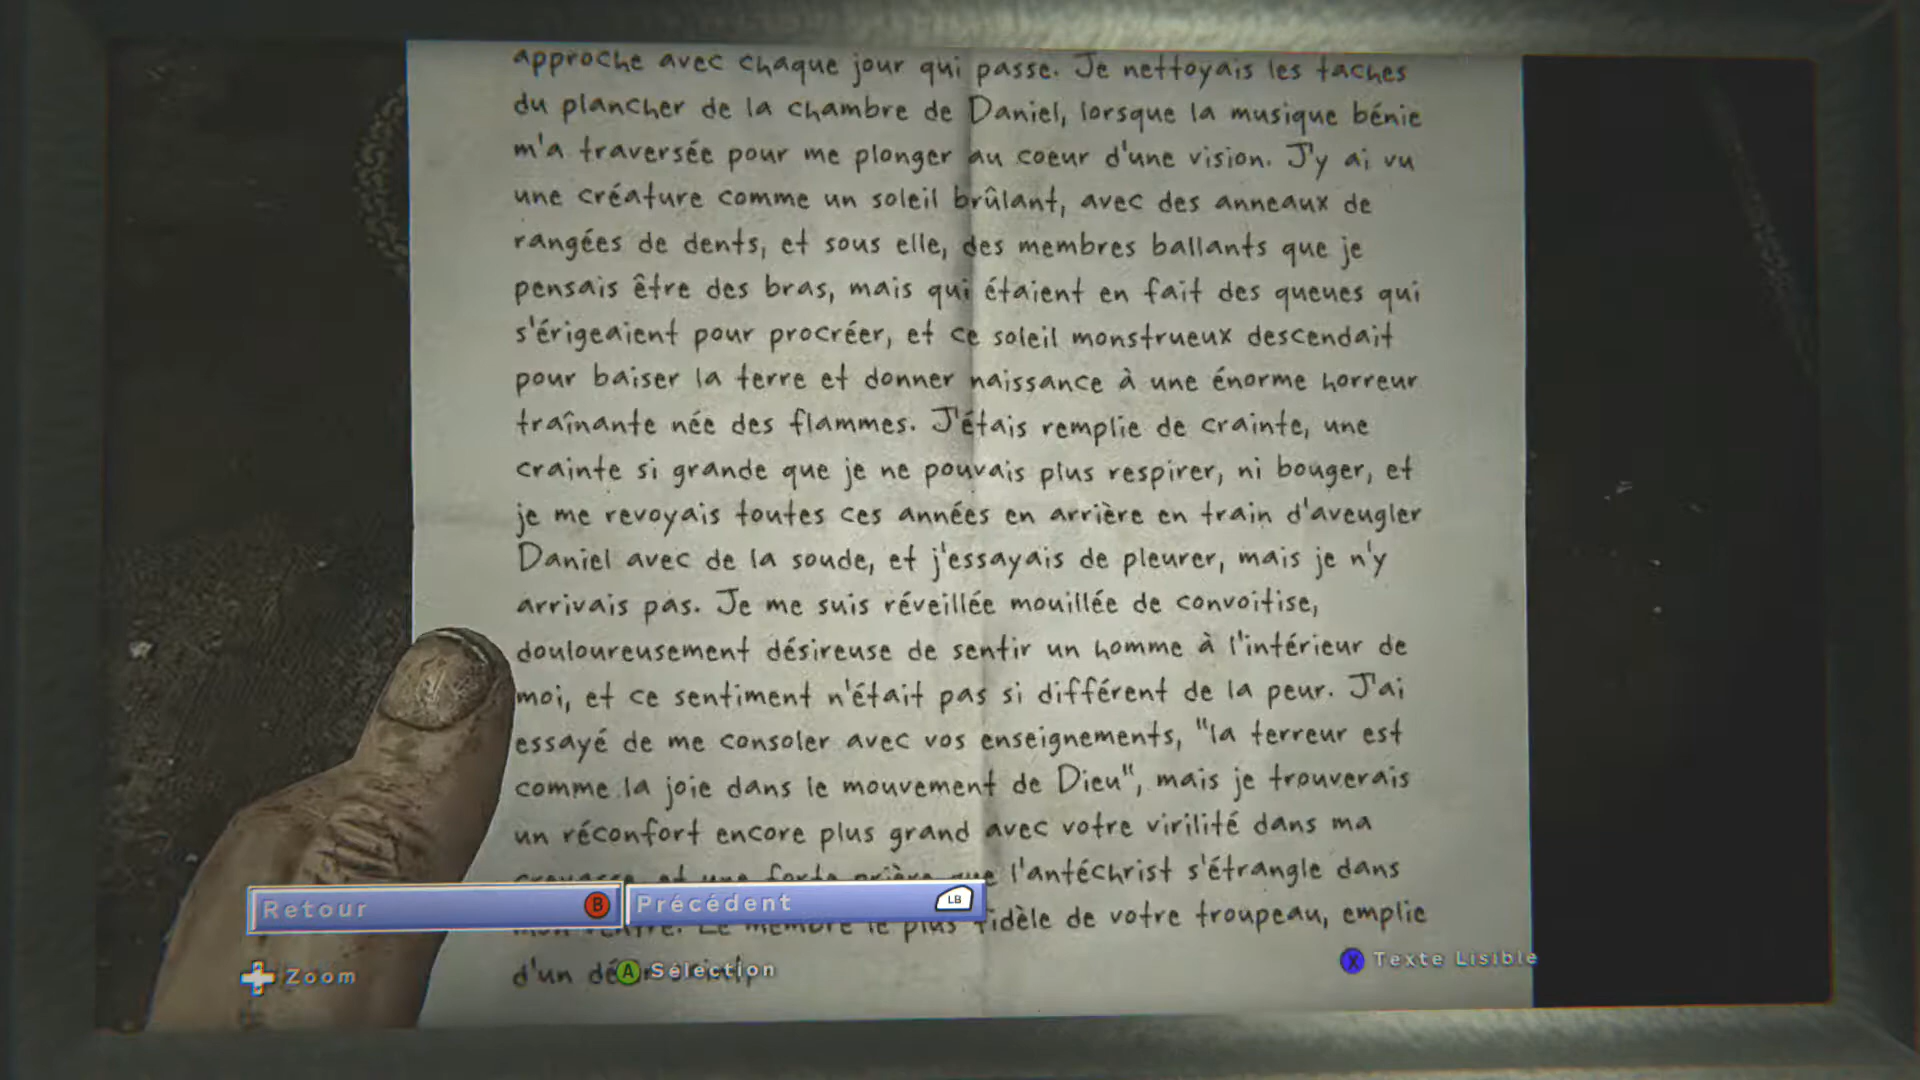 approche avec chaque jour qui passe. Je nettoyais les taches
du plancher de la chambre de Daniel, lorsque la musique bénie
m'a traversée pour me plonger au coeur d'une vision. J'y ai vu
une créature comme un soleil brûlant, avec des anneaux de
rangées de dents, et sous elle, des membres ballants que je
pensais être des bras, mais qui étaient en fait des queues qui
s'érigeaient pour procréer, et ce soleil monstrueux descendait
pour baiser la terre et donner naissance à une énorme horreur
traînante née des flammes. J'étais remplie de crainte, une
crainte si grande que je ne pouvais plus respirer, ni bouger, et
je me revoyais toutes ces années en arrière en train d'aveugler
Daniel avec de la soude, et j'essayais de pleurer, mais je n'y
arrivais pas. Je me suis réveillée mouillée de convoitise,
douloureusement désireuse de sentir un homme à l'intérieur de
moi, et ce sentiment n'était pas si différent de la peur. J'ai
essayé de me consoler avec vos enseignements, "la terreur est
comme la joie dans le mouvement de Dieu", mais je trouverais
un réconfort encore plus grand avec votre virilité dans ma
et une forte prière que l'antéchrist s'étrangle dans
le plus fidèle de votre troupeau, emplie
d'un
Retour B
Précédent LB
Zoom
A Sélection
X Texte Lisible